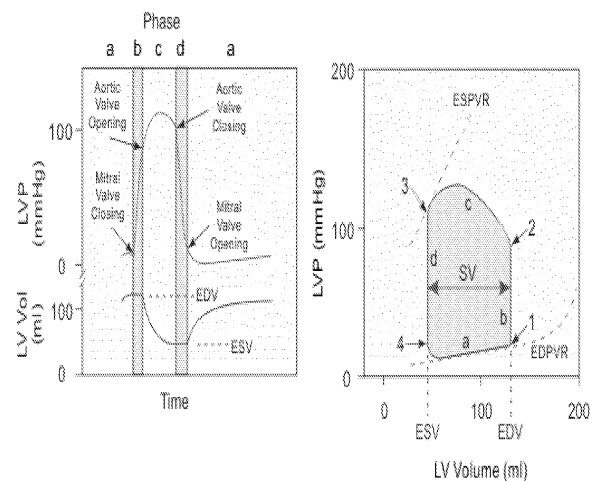 Phase
a b c d a
Aortic
Valve
Opening
Aortic
Valve
Closing
Mitral
Valve
Closing
Mitral
Valve
Opening
LVP
(mmHg)
100
0
LV Vol
(ml)
100
0
EDV
ESV
Time
200
100
0
LVP (mmHg)
ESPVR
3
c
2
d
SV
b
1
4
a
EDPVR
0 100 200
ESV EDV
LV Volume (ml)